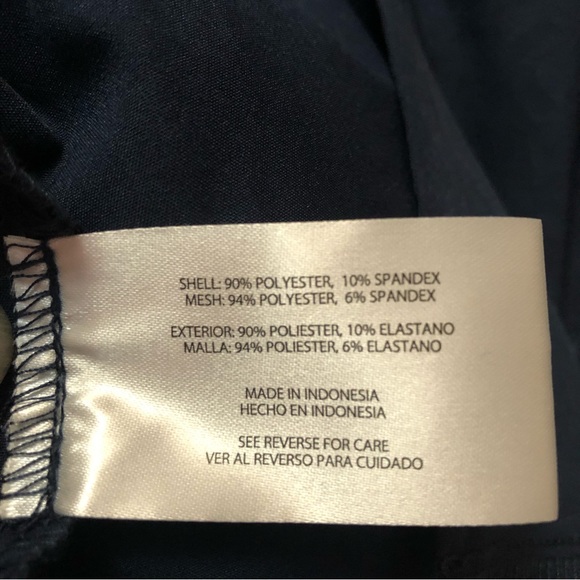 SHELL: 90% POLYESTER, 10% SPANDEX
MESH: 94% POLYESTER, 6% SPANDEX
EXTERIOR: 90% POLIESTER, 10% ELASTANO
MALLA: 94% POLIESTER, 6% ELASTANO
MADE IN INDONESIA
HECHO EN INDONESIA
SEE REVERSE FOR CARE
VER AL REVERSO PARA CUIDADO